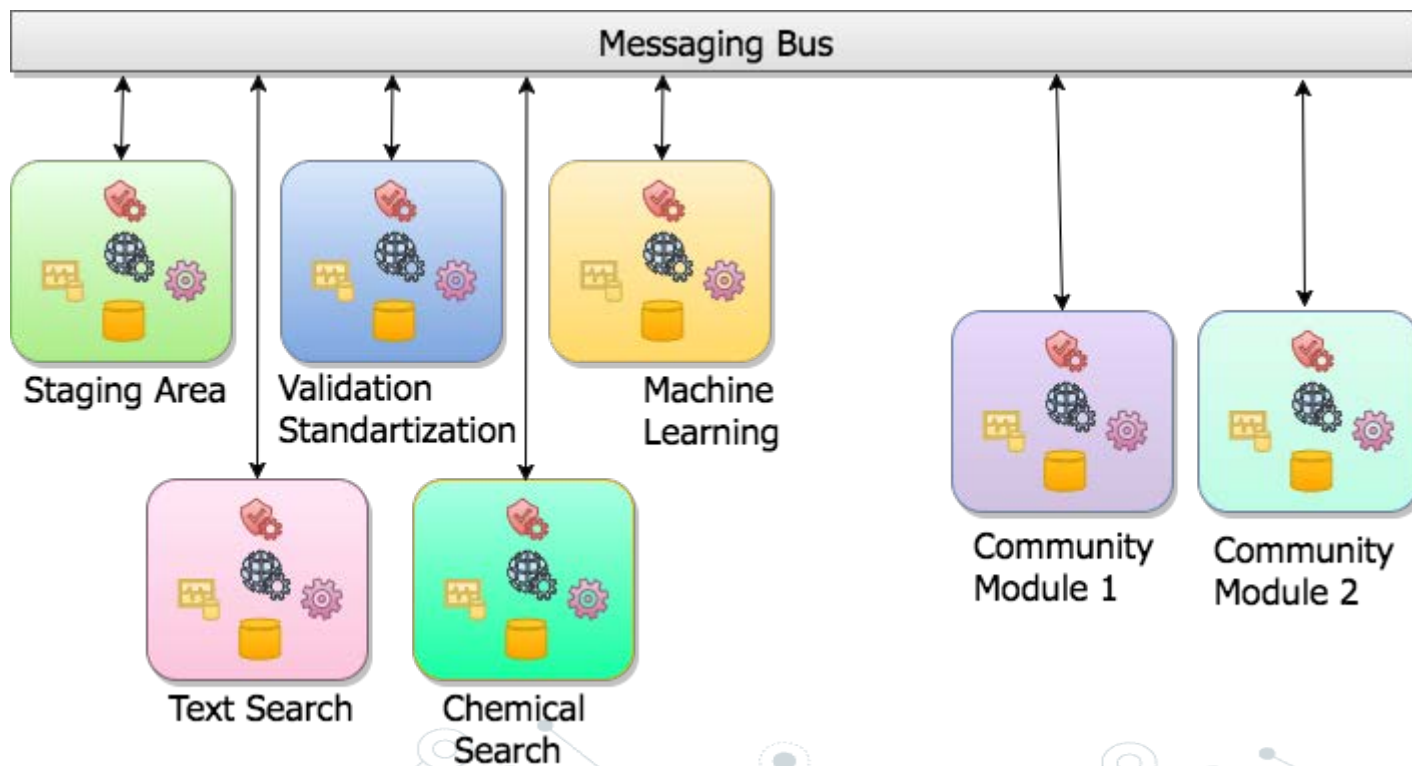 Messaging Bus
Staging Area
Validation
Standartization
Machine
Learning
Community
Module 1
Community
Module 2
Text Search
Chemical
Search